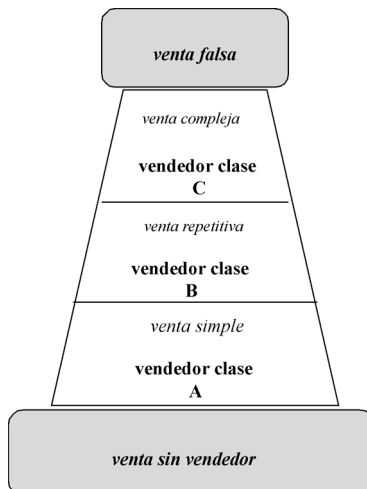 venta falsa
venta compleja
vendedor clase
C
venta repetitiva
vendedor clase
B
venta simple
vendedor clase
A
venta sin vendedor